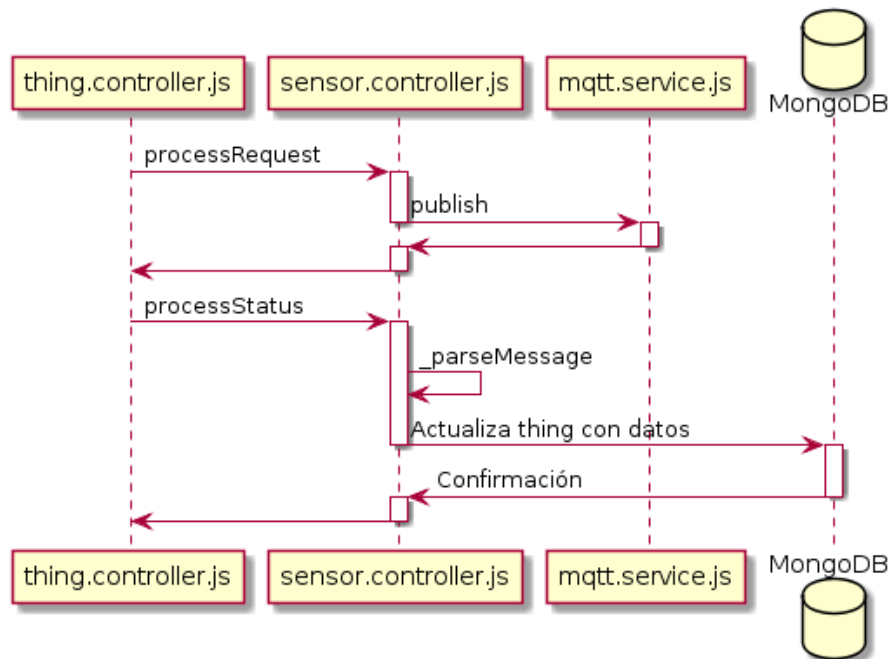 thing.controller.js
sensor.controller.js
mqtt.service.js
MongoDB
processRequest
publish
processStatus
_parseMessage
Actualiza thing con datos
Confirmación
thing.controller.js
sensor.controller.js
mqtt.service.js
MongoDB